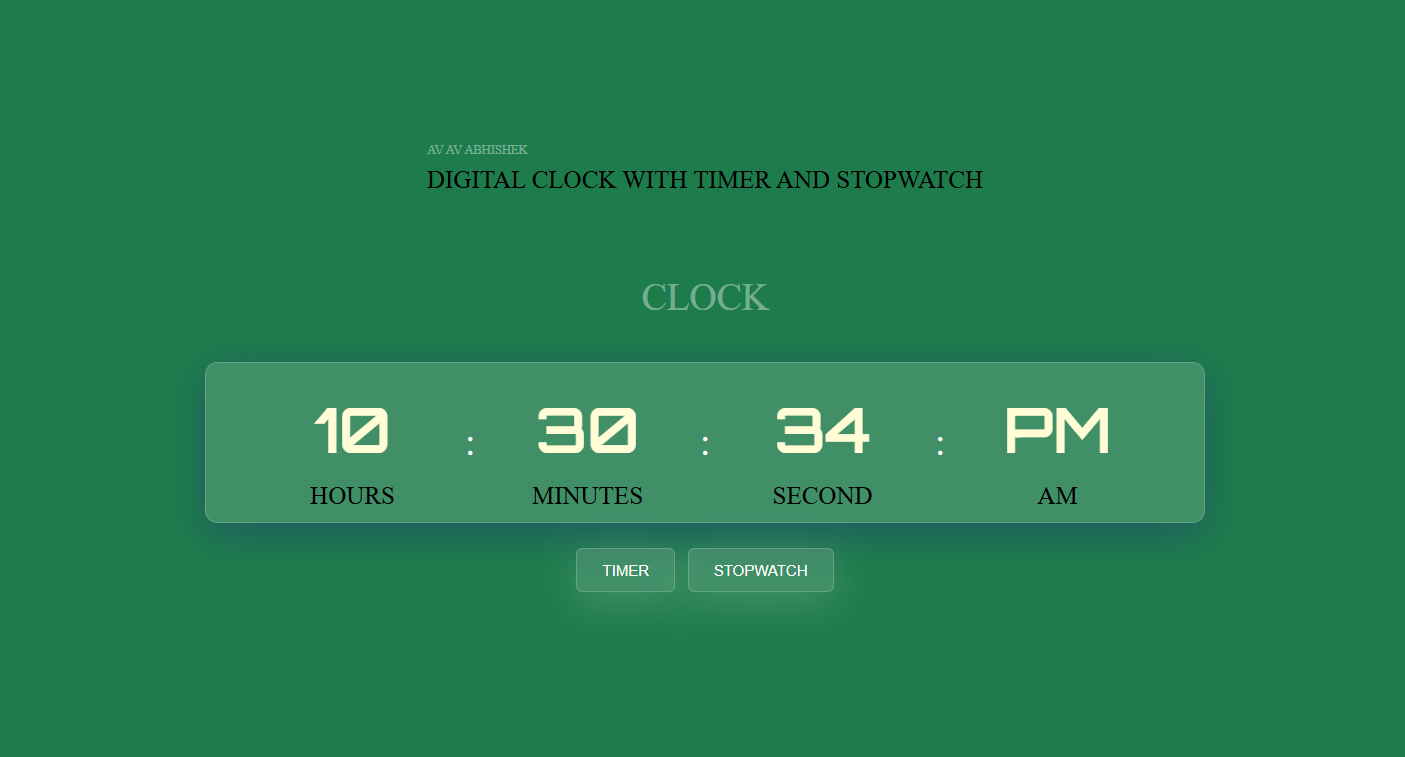 AV AV ABHISHEK
DIGITAL CLOCK WITH TIMER AND STOPWATCH
CLOCK
10 : 30 : 34 : PM
HOURS MINUTES SECOND AM
TIMER STOPWATCH